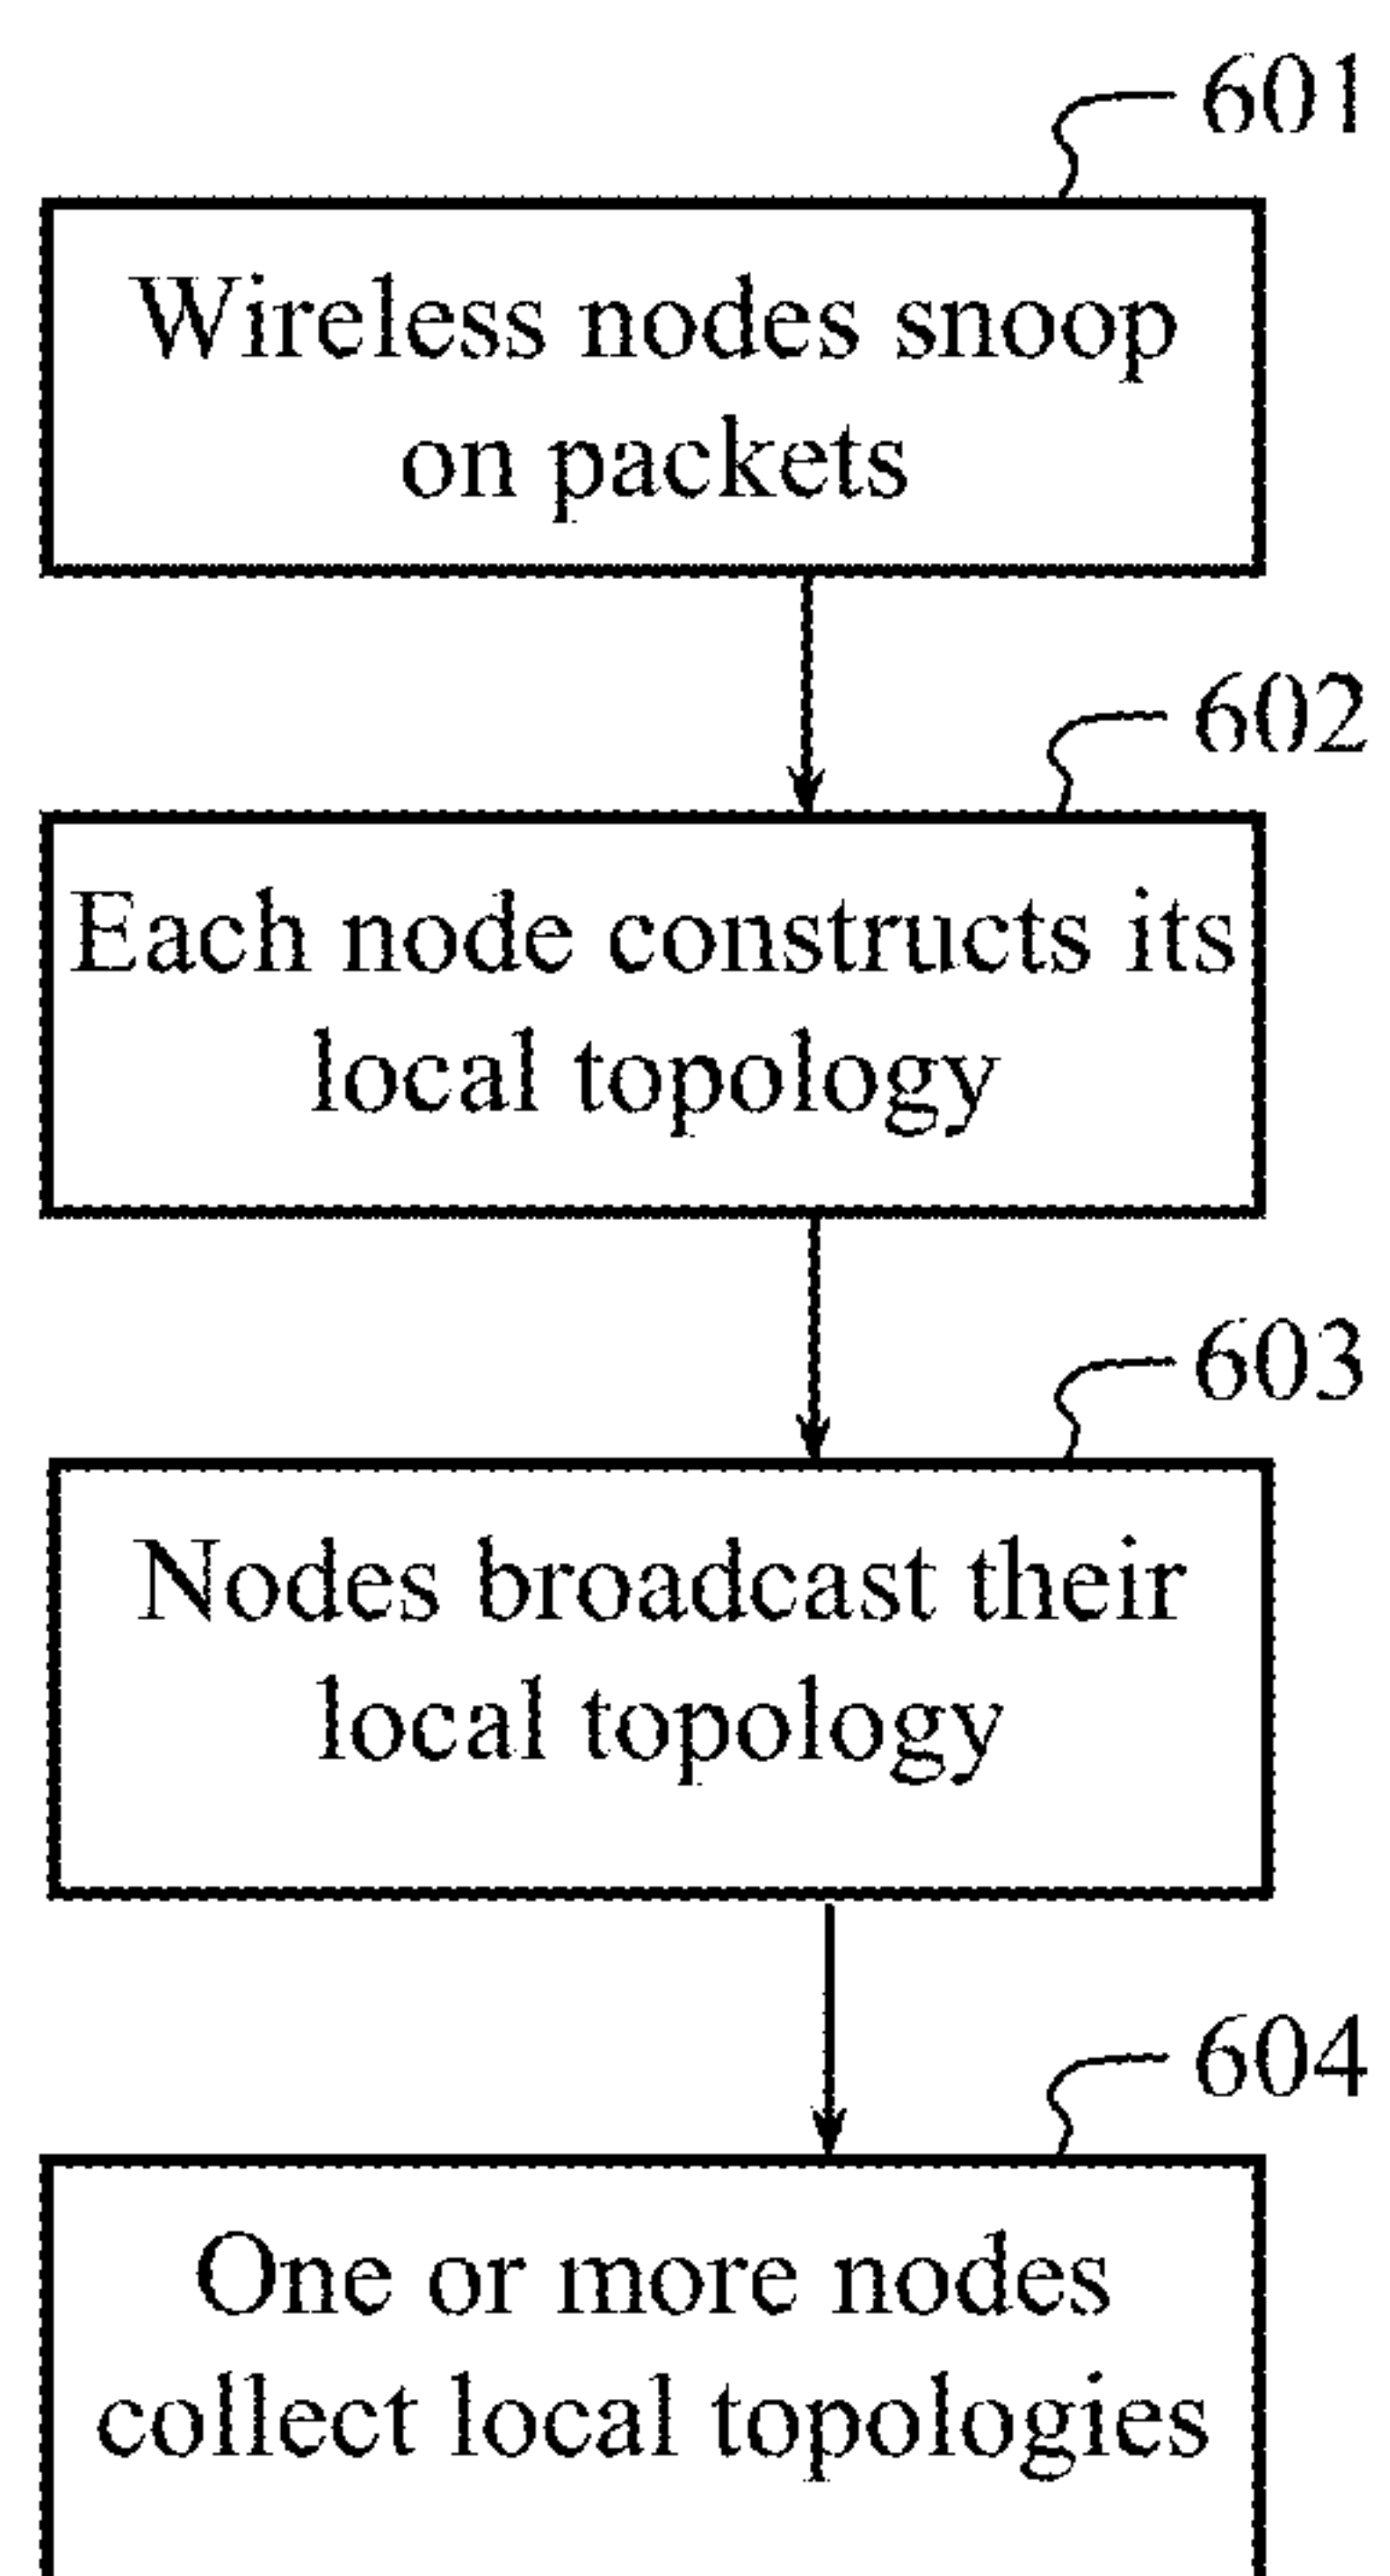 601
Wireless nodes snoop
on packets
602
Each node constructs its
local topology
603
Nodes broadcast their
local topology
604
One or more nodes
collect local topologies